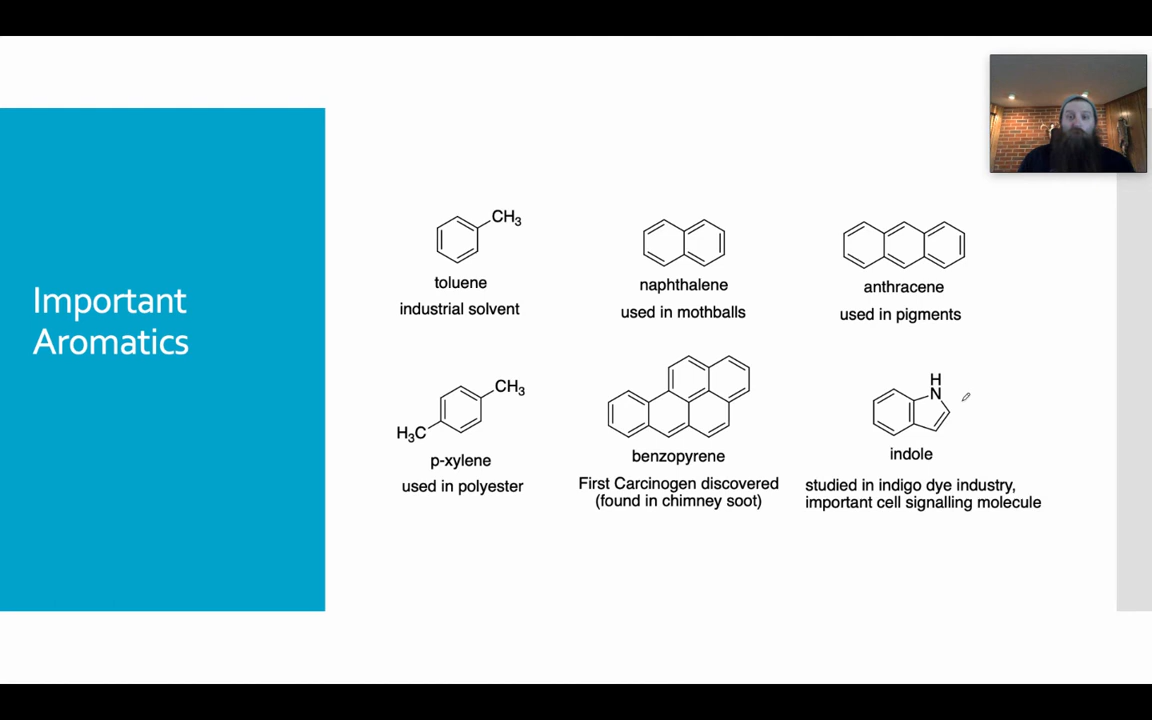 Important
Aromatics
CH3
toluene
industrial solvent
naphthalene
used in mothballs
anthracene
used in pigments
CH3
H3C
p-xylene
used in polyester
benzopyrene
First Carcinogen discovered
(found in chimney soot)
H
N
indole
studied in indigo dye industry,
important cell signalling molecule